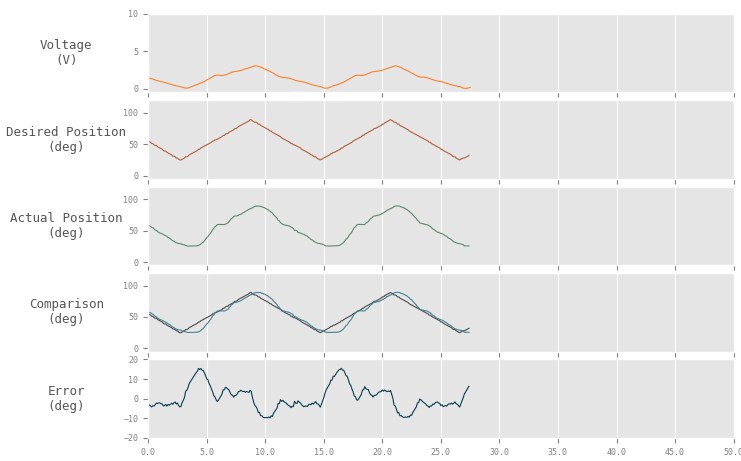 10
Voltage
(V)
5
0
100
Desired Position
(deg)
50
0
100
Actual Position
(deg)
50
0
100
Comparison
(deg)
50
0
20
10
Error
(deg)
0
−10
−20
0.0 5.0 10.0 15.0 20.0 25.0 30.0 35.0 40.0 45.0 50.0